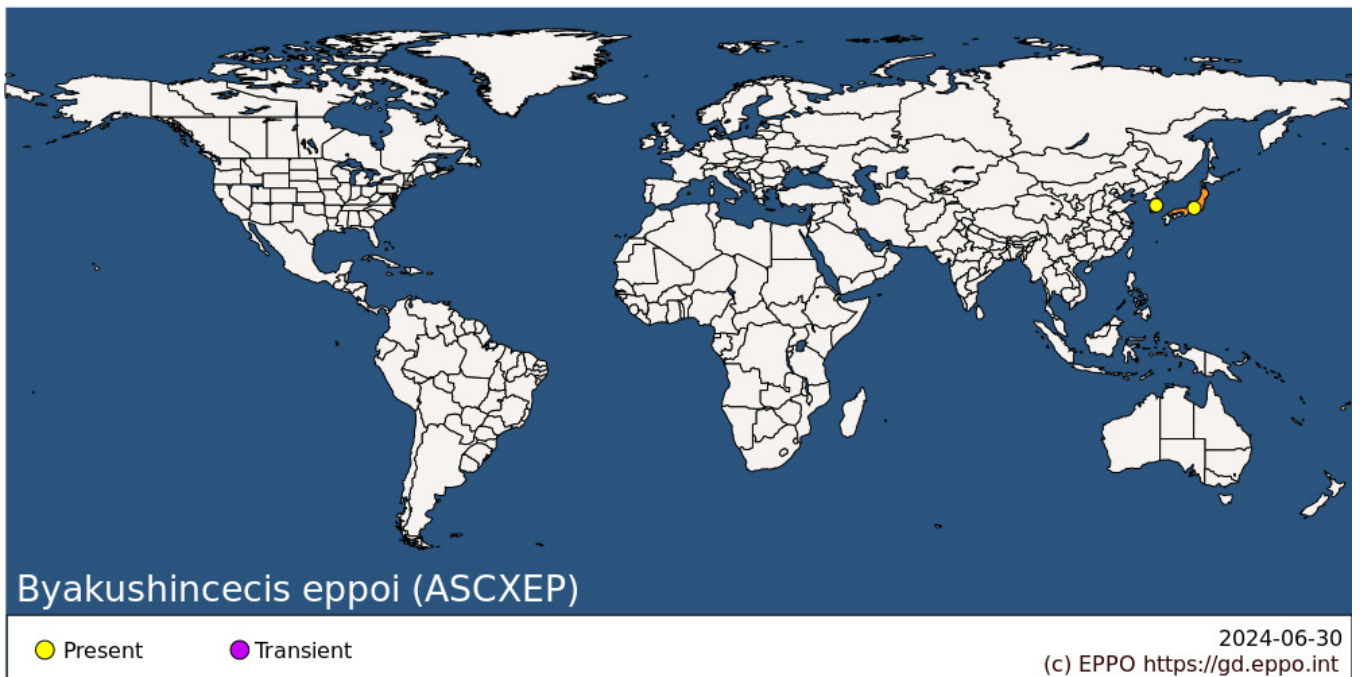 Byakushincecis eppoi (ASCXEP)
Present
Transient
2024-06-30
(c) EPPO https://gd.eppo.int